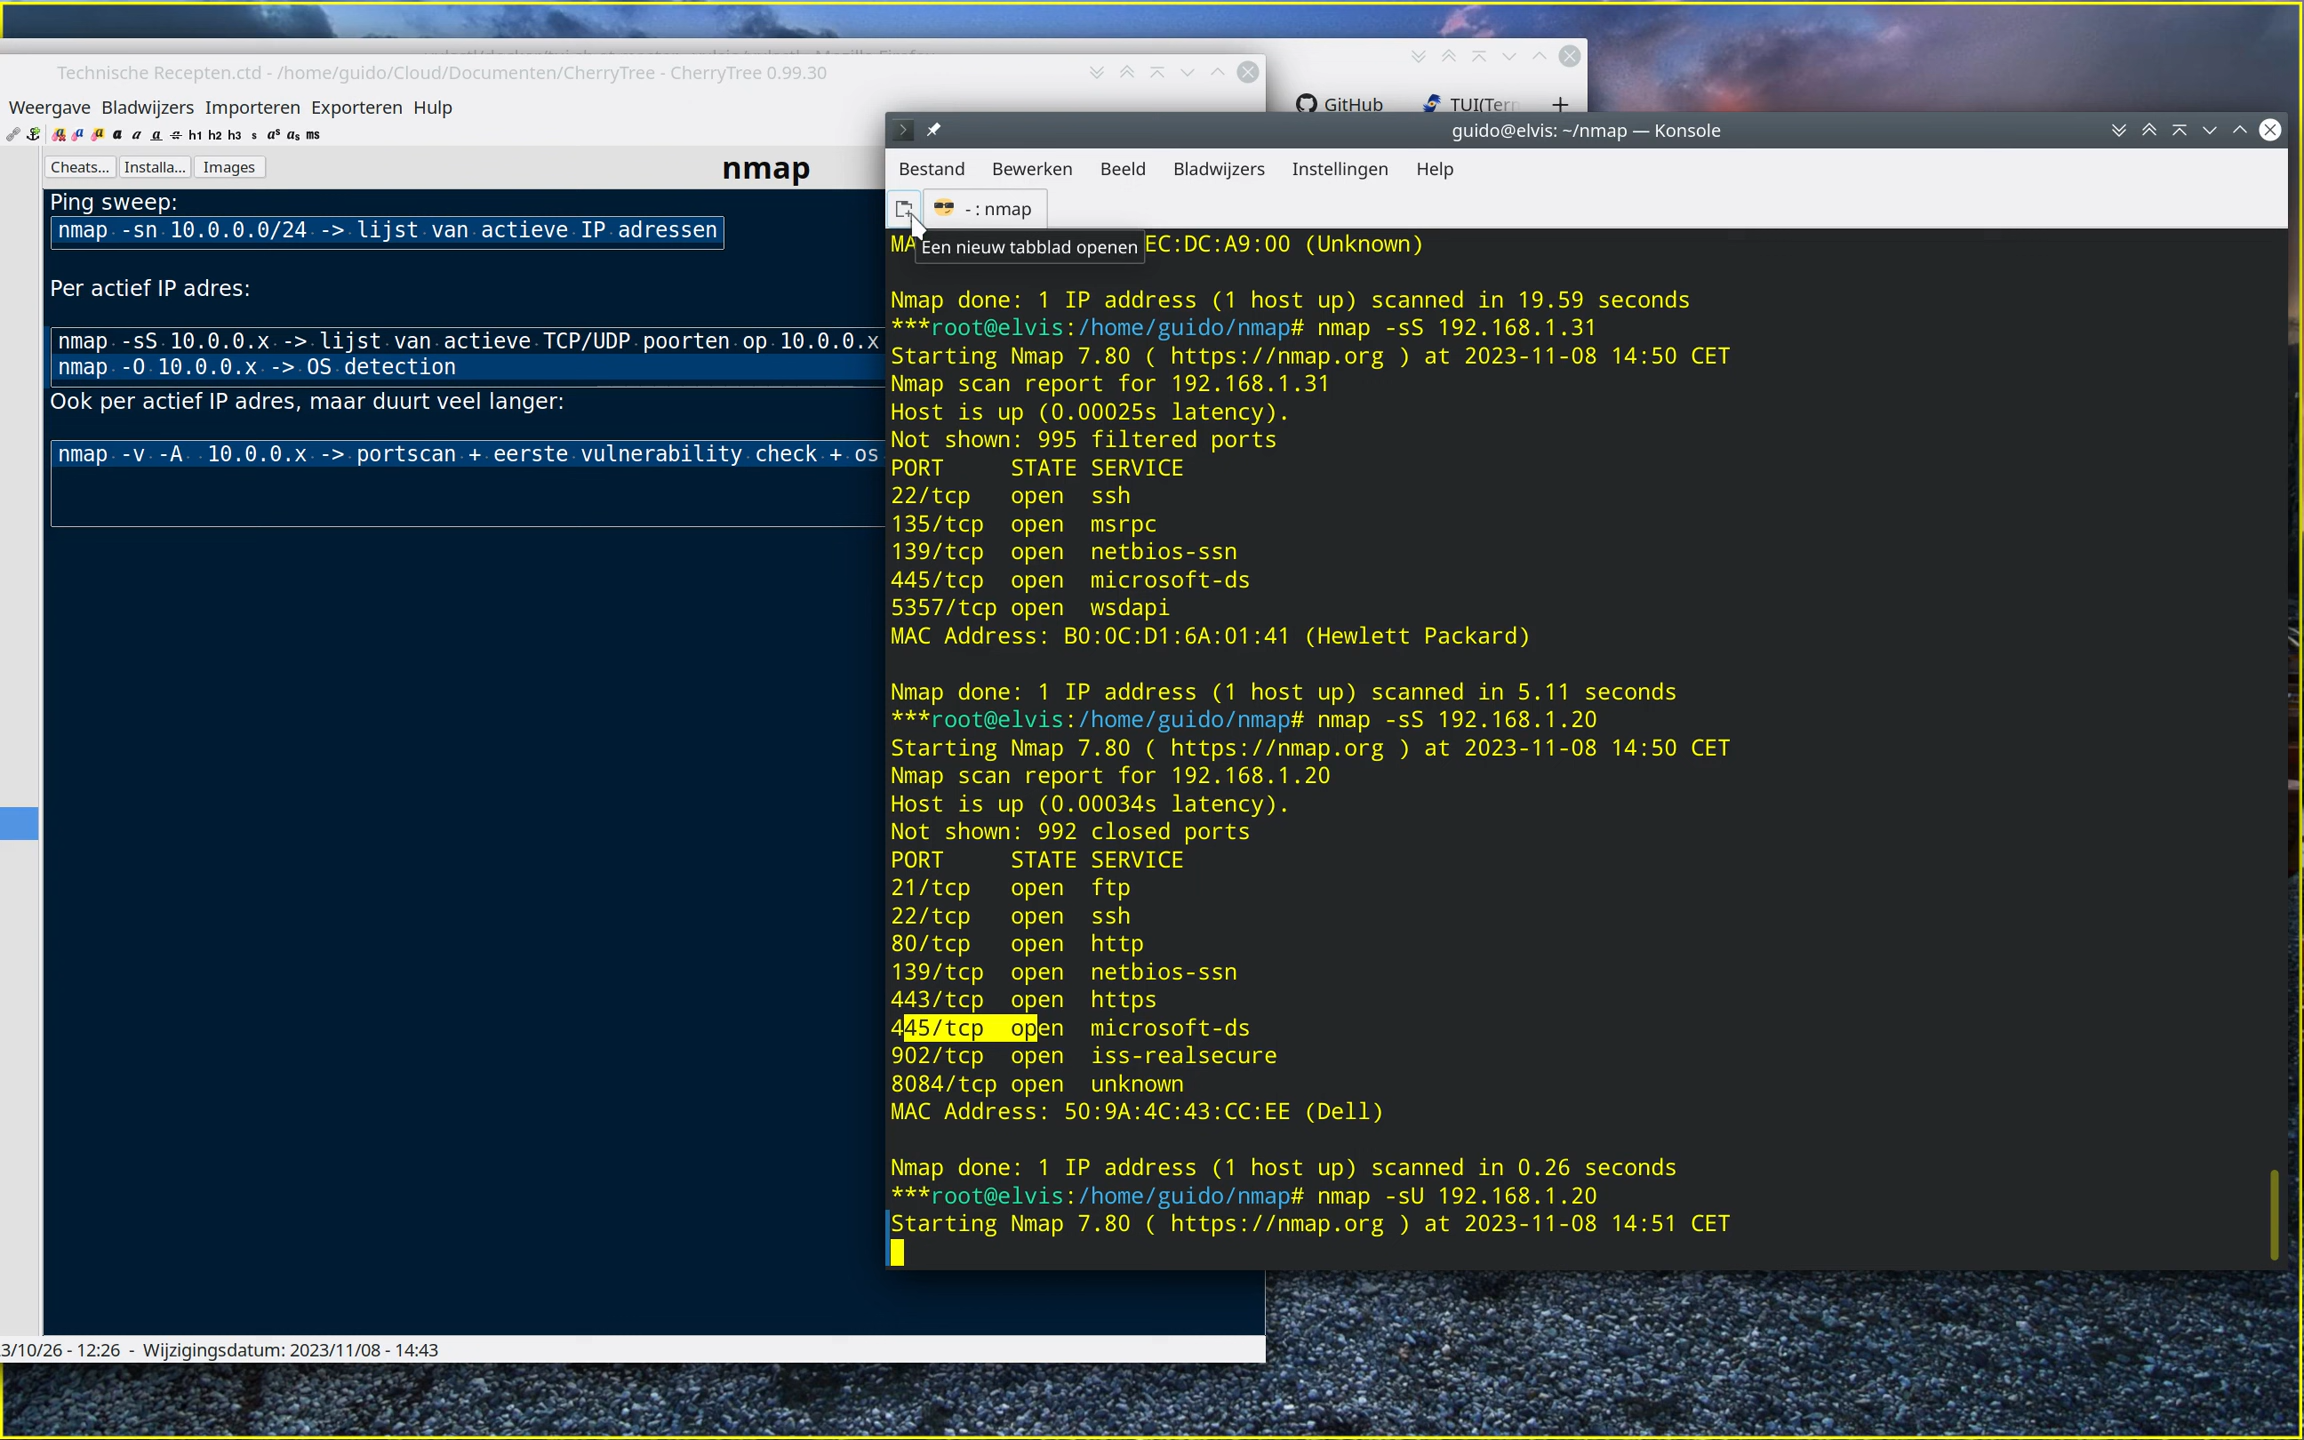 Technische Recepten.ctd - /home/guido/Cloud/Documenten/CherryTree - CherryTree 0.99.30
Weergave Bladwijzers Importeren Exporteren Hulp
h1 h2 h3 s aˢ aₛ ms
Cheats... Installa... Images
nmap
Ping sweep:
nmap -sn 10.0.0.0/24 -> lijst van actieve IP adressen
Per actief IP adres:
nmap -sS 10.0.0.x -> lijst van actieve TCP/UDP poorten op 10.0.0.x
nmap -O 10.0.0.x -> OS detection
Ook per actief IP adres, maar duurt veel langer:
nmap -v -A  10.0.0.x -> portscan + eerste vulnerability check + os
3/10/26 - 12:26 - Wijzigingsdatum: 2023/11/08 - 14:43
GitHub
TUI(Terr
guido@elvis: ~/nmap — Konsole
Bestand Bewerken Beeld Bladwijzers Instellingen Help
- : nmap
Een nieuw tabblad openen
MA EC:DC:A9:00 (Unknown)
Nmap done: 1 IP address (1 host up) scanned in 19.59 seconds
***root@elvis:/home/guido/nmap# nmap -sS 192.168.1.31
Starting Nmap 7.80 ( https://nmap.org ) at 2023-11-08 14:50 CET
Nmap scan report for 192.168.1.31
Host is up (0.00025s latency).
Not shown: 995 filtered ports
PORT     STATE SERVICE
22/tcp   open  ssh
135/tcp  open  msrpc
139/tcp  open  netbios-ssn
445/tcp  open  microsoft-ds
5357/tcp open  wsdapi
MAC Address: B0:0C:D1:6A:01:41 (Hewlett Packard)
Nmap done: 1 IP address (1 host up) scanned in 5.11 seconds
***root@elvis:/home/guido/nmap# nmap -sS 192.168.1.20
Starting Nmap 7.80 ( https://nmap.org ) at 2023-11-08 14:50 CET
Nmap scan report for 192.168.1.20
Host is up (0.00034s latency).
Not shown: 992 closed ports
PORT     STATE SERVICE
21/tcp   open  ftp
22/tcp   open  ssh
80/tcp   open  http
139/tcp  open  netbios-ssn
443/tcp  open  https
445/tcp  open  microsoft-ds
902/tcp  open  iss-realsecure
8084/tcp open  unknown
MAC Address: 50:9A:4C:43:CC:EE (Dell)
Nmap done: 1 IP address (1 host up) scanned in 0.26 seconds
***root@elvis:/home/guido/nmap# nmap -sU 192.168.1.20
Starting Nmap 7.80 ( https://nmap.org ) at 2023-11-08 14:51 CET